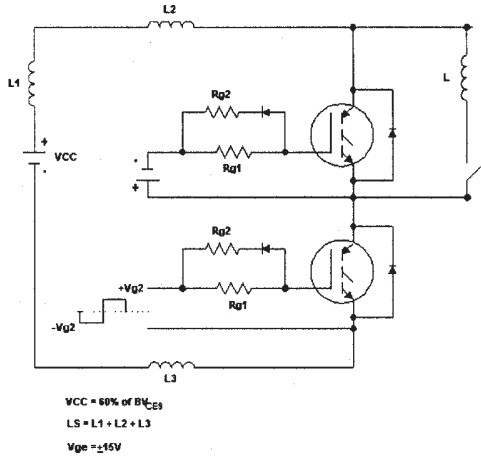 L2
L1
L
Rg2
+
VCC
-
Rg1
-
+
Rg2
+Vg2
Rg1
-Vg2
L3
VCC = 60% of BVCES
LS = L1 + L2 + L3
Vge = ±15V